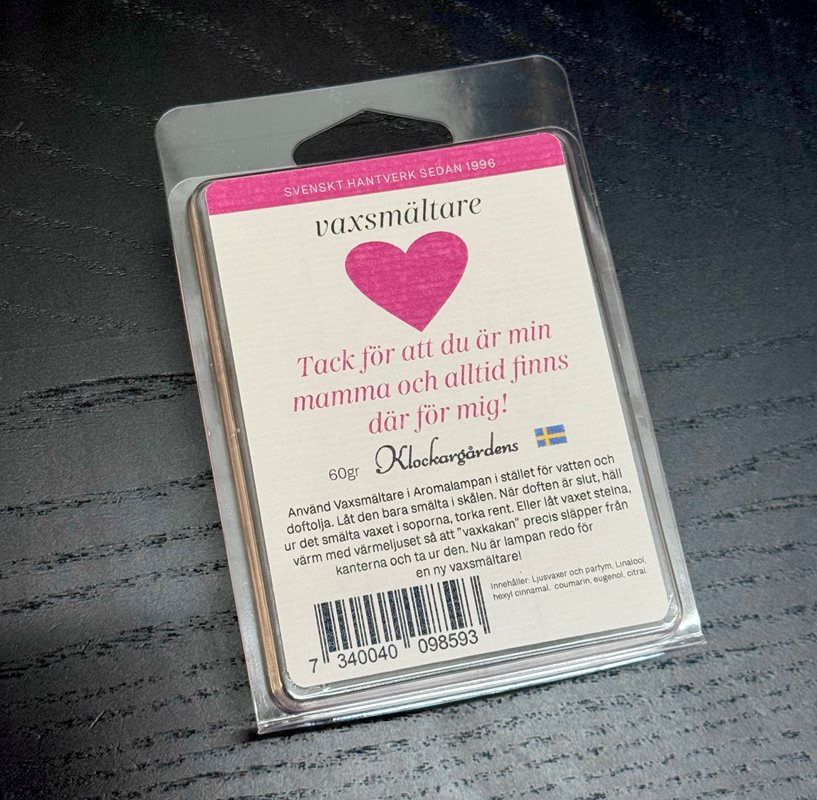 SVENSKT HANTVERK SEDAN 1996
vaxsmältare
Tack för att du är min
mamma och alltid finns
där för mig!
60gr Klockargårdens
Använd Vaxsmältare i Aromalampan i stället för vatten och
doftolja. Låt den bara smälta i skålen. När doften är slut, häll
ur det smälta vaxet i soporna, torka rent. Eller låt vaxet stelna,
värm med värmeljuset så att "vaxkakan" precis släpper från
kanterna och ta ur den. Nu är lampan redo för
en ny vaxsmältare!
Innehåller: Ljusvaxer och parfym, Linalool,
hexyl cinnamal, coumarin, eugenol, citral.
7 340040 098593